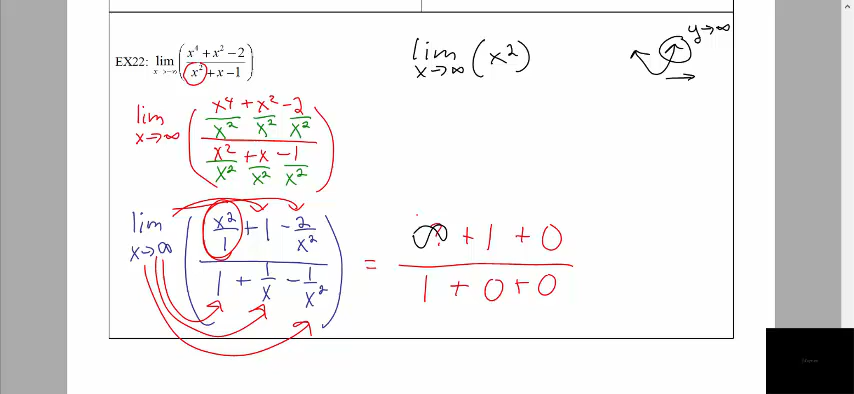 EX22: lim x→-∞ ( (x⁴ + x² − 2) / (x² + x − 1) )
lim x→∞ (x²)
y→∞
lim x→∞ ( (x⁴/x² + x²/x² − 2/x²) / (x²/x² + x/x² − 1/x²) )
lim x→∞ ( (x²/1 + 1 − 2/x²) / (1 + 1/x − 1/x²) ) = (∞ + 1 + 0) / (1 + 0 + 0)